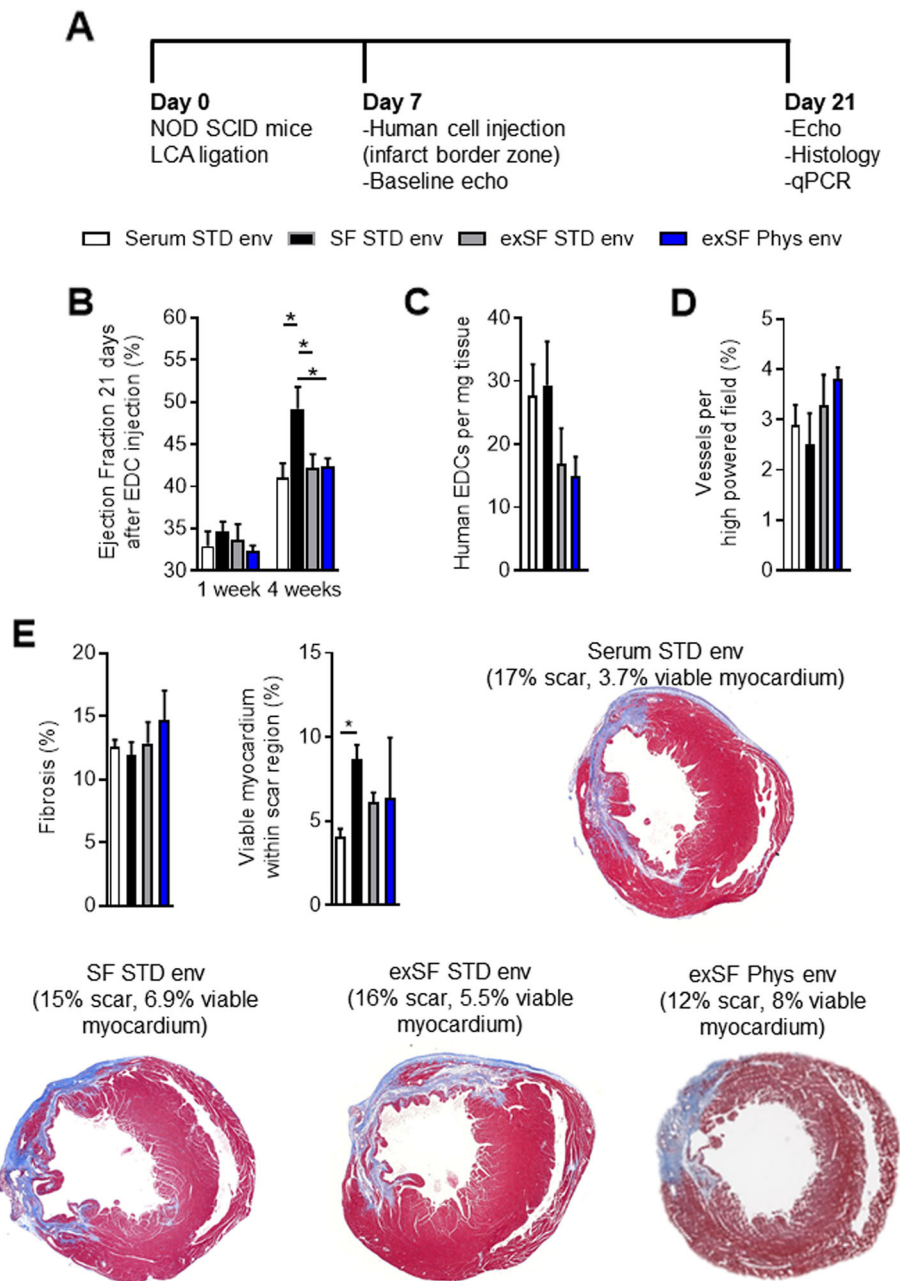 A
Day 0
NOD SCID mice
LCA ligation
Day 7
-Human cell injection
(infarct border zone)
-Baseline echo
Day 21
-Echo
-Histology
-qPCR
Serum STD env
SF STD env
exSF STD env
exSF Phys env
B
Ejection Fraction 21 days
after EDC injection (%)
60
55
50
45
40
35
30
*
*
*
1 week
4 weeks
C
Human EDCs per mg tissue
40
30
20
10
0
D
Vessels per
high powered field (%)
5
4
3
2
1
0
E
Fibrosis (%)
20
15
10
5
0
Viable myocardium
within scar region (%)
15
10
5
0
*
Serum STD env
(17% scar, 3.7% viable myocardium)
SF STD env
(15% scar, 6.9% viable
myocardium)
exSF STD env
(16% scar, 5.5% viable
myocardium)
exSF Phys env
(12% scar, 8% viable
myocardium)